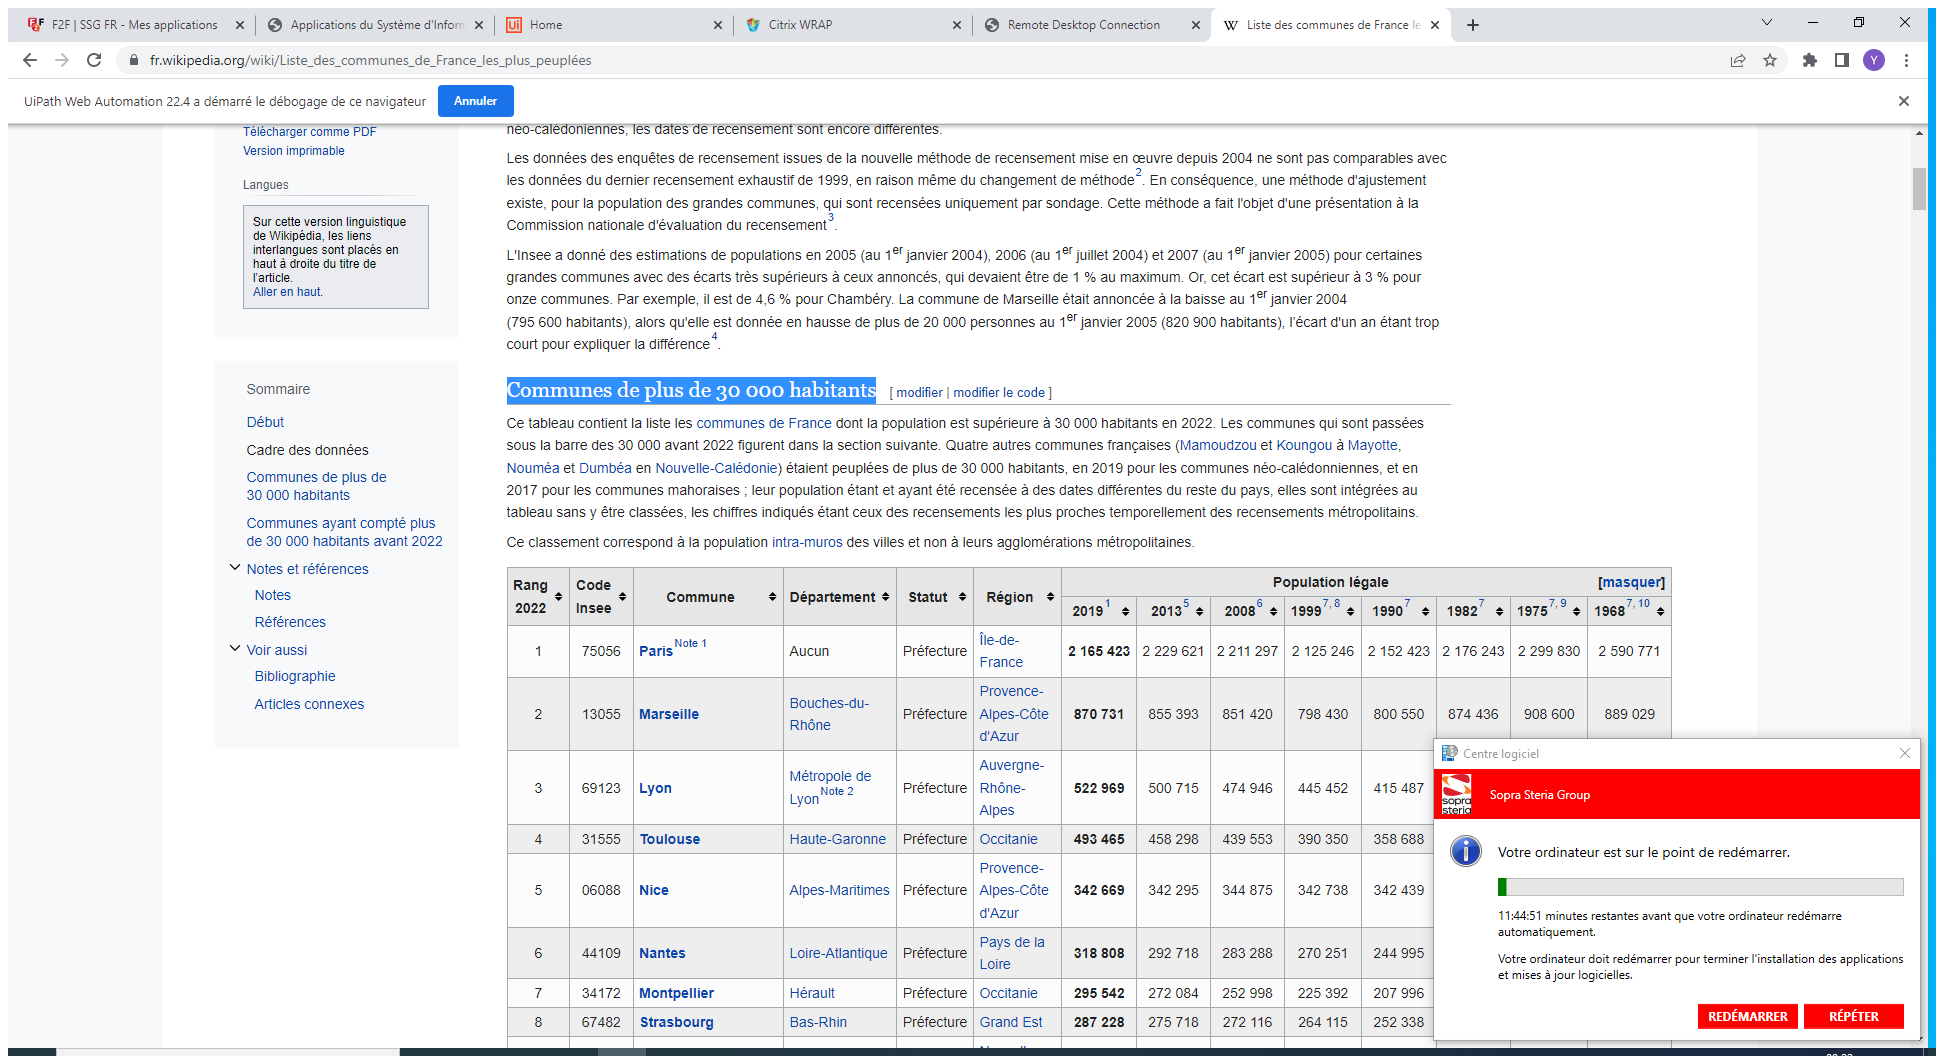 F2F | SSG FR - Mes applications
Applications du Système d'Inform
Home
Citrix WRAP
Remote Desktop Connection
Liste des communes de France le
fr.wikipedia.org/wiki/Liste_des_communes_de_France_les_plus_peuplées
Y
UiPath Web Automation 22.4 a démarré le débogage de ce navigateur
Annuler
Télécharger comme PDF
Version imprimable
Langues
Sur cette version linguistique
de Wikipédia, les liens
interlangues sont placés en
haut à droite du titre de
l'article.
Aller en haut.
Sommaire
Début
Cadre des données
Communes de plus de
30 000 habitants
Communes ayant compté plus
de 30 000 habitants avant 2022
Notes et références
Notes
Références
Voir aussi
Bibliographie
Articles connexes
néo-calédoniennes, les dates de recensement sont encore différentes.
Les données des enquêtes de recensement issues de la nouvelle méthode de recensement mise en œuvre depuis 2004 ne sont pas comparables avec
les données du dernier recensement exhaustif de 1999, en raison même du changement de méthode2. En conséquence, une méthode d'ajustement
existe, pour la population des grandes communes, qui sont recensées uniquement par sondage. Cette méthode a fait l'objet d'une présentation à la
Commission nationale d'évaluation du recensement3.
L'Insee a donné des estimations de populations en 2005 (au 1er janvier 2004), 2006 (au 1er juillet 2004) et 2007 (au 1er janvier 2005) pour certaines
grandes communes avec des écarts très supérieurs à ceux annoncés, qui devaient être de 1 % au maximum. Or, cet écart est supérieur à 3 % pour
onze communes. Par exemple, il est de 4,6 % pour Chambéry. La commune de Marseille était annoncée à la baisse au 1er janvier 2004
(795 600 habitants), alors qu'elle est donnée en hausse de plus de 20 000 personnes au 1er janvier 2005 (820 900 habitants), l'écart d'un an étant trop
court pour expliquer la différence4.
Communes de plus de 30 000 habitants [ modifier | modifier le code ]
Ce tableau contient la liste les communes de France dont la population est supérieure à 30 000 habitants en 2022. Les communes qui sont passées
sous la barre des 30 000 avant 2022 figurent dans la section suivante. Quatre autres communes françaises (Mamoudzou et Koungou à Mayotte,
Nouméa et Dumbéa en Nouvelle-Calédonie) étaient peuplées de plus de 30 000 habitants, en 2019 pour les communes néo-calédonniennes, et en
2017 pour les communes mahoraises ; leur population étant et ayant été recensée à des dates différentes du reste du pays, elles sont intégrées au
tableau sans y être classées, les chiffres indiqués étant ceux des recensements les plus proches temporellement des recensements métropolitains.
Ce classement correspond à la population intra-muros des villes et non à leurs agglomérations métropolitaines.
Rang 2022 Code Insee Commune Département Statut Région Population légale [masquer]
2019 1 2013 5 2008 6 1999 7, 8 1990 7 1982 7 1975 7, 9 1968 7, 10
1 75056 Paris Note 1 Aucun Préfecture Île-de-France 2 165 423 2 229 621 2 211 297 2 125 246 2 152 423 2 176 243 2 299 830 2 590 771
2 13055 Marseille Bouches-du-Rhône Préfecture Provence-Alpes-Côte d'Azur 870 731 855 393 851 420 798 430 800 550 874 436 908 600 889 029
3 69123 Lyon Métropole de Lyon Note 2 Préfecture Auvergne-Rhône-Alpes 522 969 500 715 474 946 445 452 415 487
4 31555 Toulouse Haute-Garonne Préfecture Occitanie 493 465 458 298 439 553 390 350 358 688
5 06088 Nice Alpes-Maritimes Préfecture Provence-Alpes-Côte d'Azur 342 669 342 295 344 875 342 738 342 439
6 44109 Nantes Loire-Atlantique Préfecture Pays de la Loire 318 808 292 718 283 288 270 251 244 995
7 34172 Montpellier Hérault Préfecture Occitanie 295 542 272 084 252 998 225 392 207 996
8 67482 Strasbourg Bas-Rhin Préfecture Grand Est 287 228 275 718 272 116 264 115 252 338
Centre logiciel
sopra steria
Sopra Steria Group
Votre ordinateur est sur le point de redémarrer.
11:44:51 minutes restantes avant que votre ordinateur redémarre
automatiquement.
Votre ordinateur doit redémarrer pour terminer l'installation des applications
et mises à jour logicielles.
REDÉMARRER
RÉPÉTER